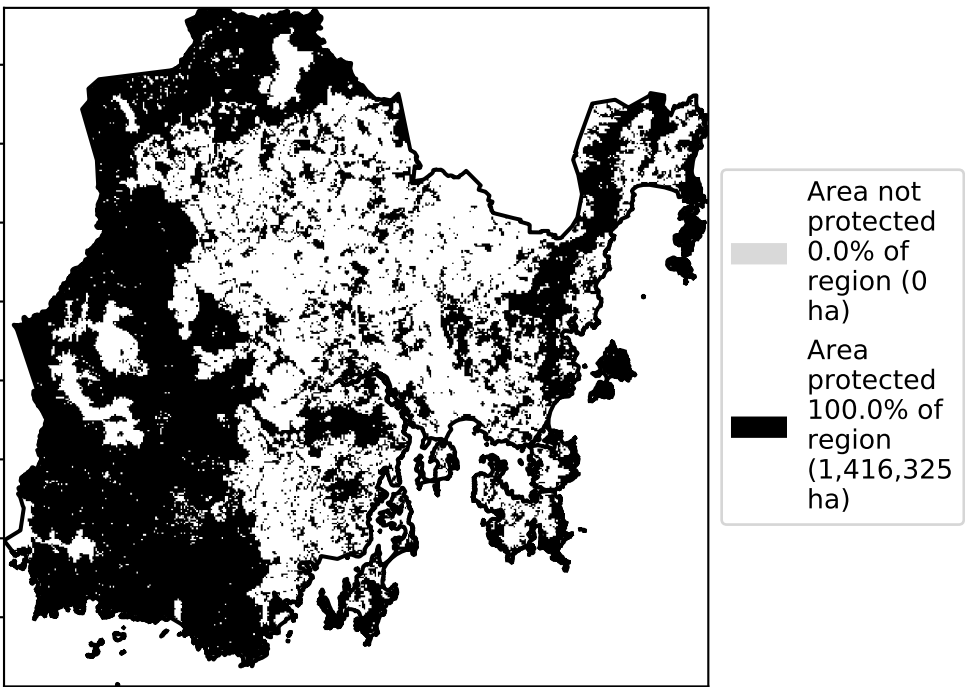 Area not
protected
0.0% of
region (0
ha)
Area
protected
100.0% of
region
(1,416,325
ha)